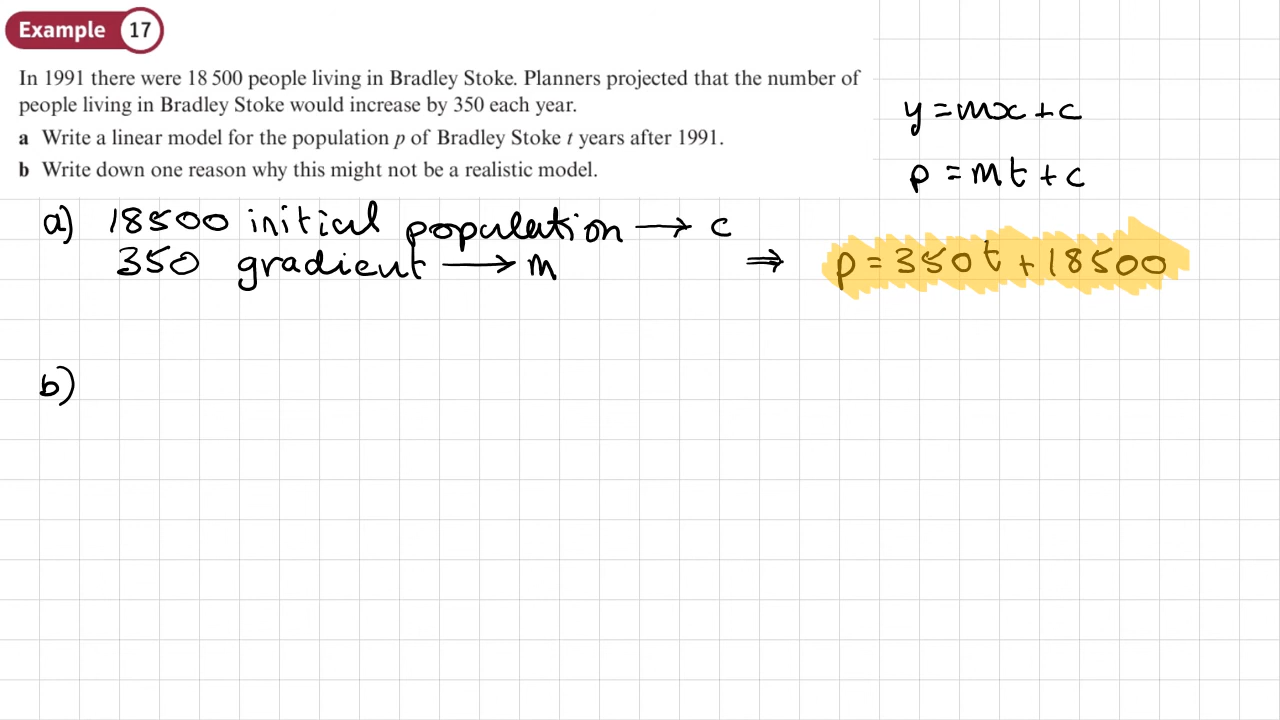 Example 17
In 1991 there were 18 500 people living in Bradley Stoke. Planners projected that the number of
people living in Bradley Stoke would increase by 350 each year.
a Write a linear model for the population p of Bradley Stoke t years after 1991.
b Write down one reason why this might not be a realistic model.
y = mx + c
p = mt + c
a) 18500 initial population → c
350 gradient → m
⇒ p = 350t + 18500
b)